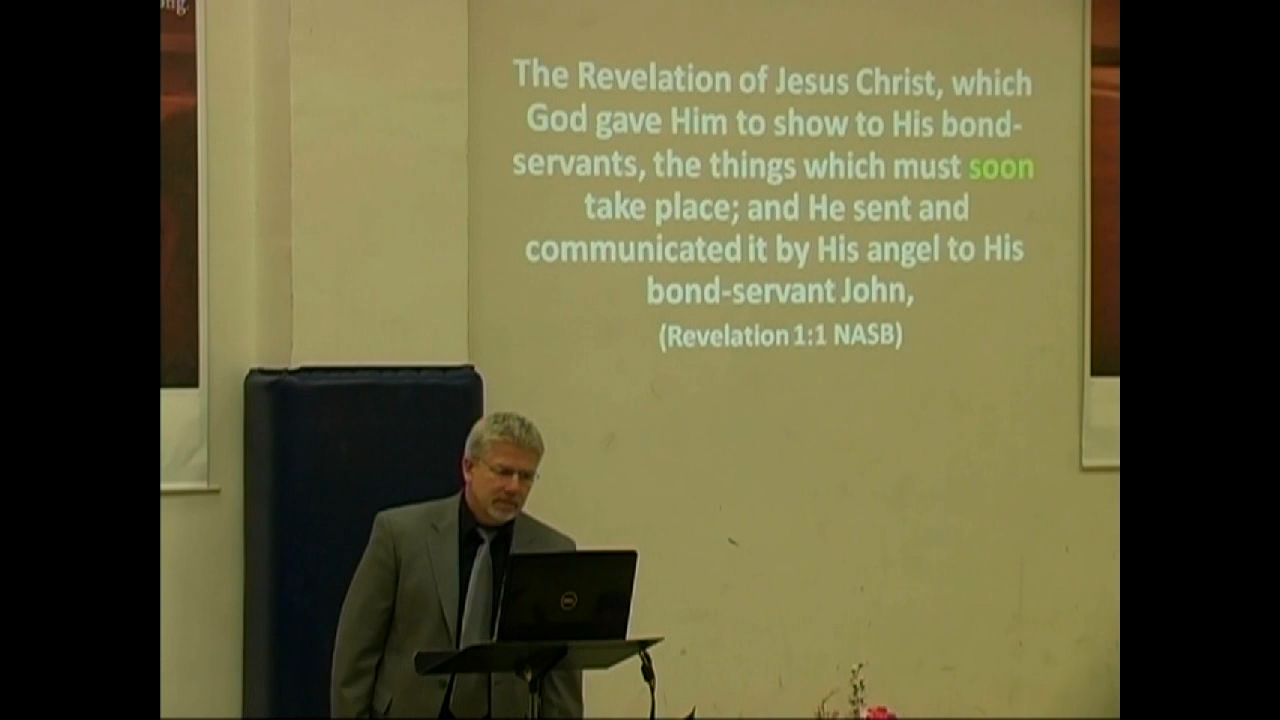 ong.
The Revelation of Jesus Christ, which
God gave Him to show to His bond-
servants, the things which must soon
take place; and He sent and
communicated it by His angel to His
bond-servant John,
(Revelation 1:1 NASB)
DELL